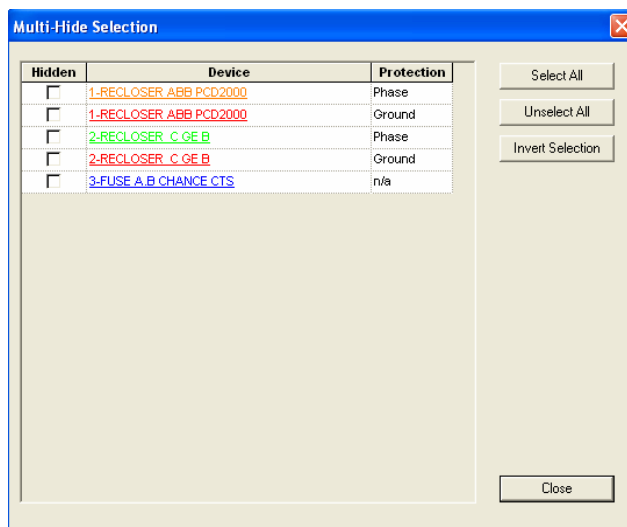 Multi-Hide Selection
Hidden Device Protection
1-RECLOSER ABB PCD2000 Phase
1-RECLOSER ABB PCD2000 Ground
2-RECLOSER C GE B Phase
2-RECLOSER C GE B Ground
3-FUSE A.B CHANCE CTS n/a
Select All
Unselect All
Invert Selection
Close